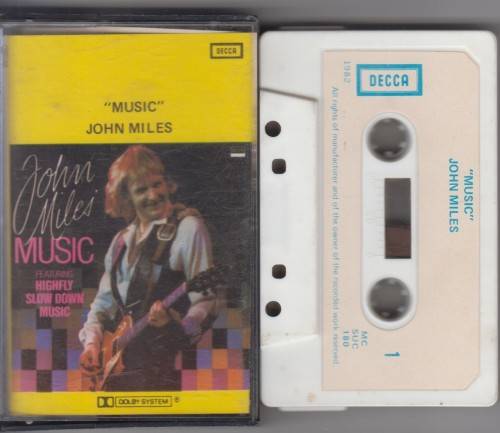 DECCA
"MUSIC"
JOHN MILES
John
Miles
MUSIC
FEATURING
HIGHFLY
SLOW DOWN
MUSIC
DOLBY SYSTEM ®
DECCA
1982
All rights of manufacturer and of the owner of the recorded work reserved.
"MUSIC"
JOHN MILES
MC
SUC
180
1